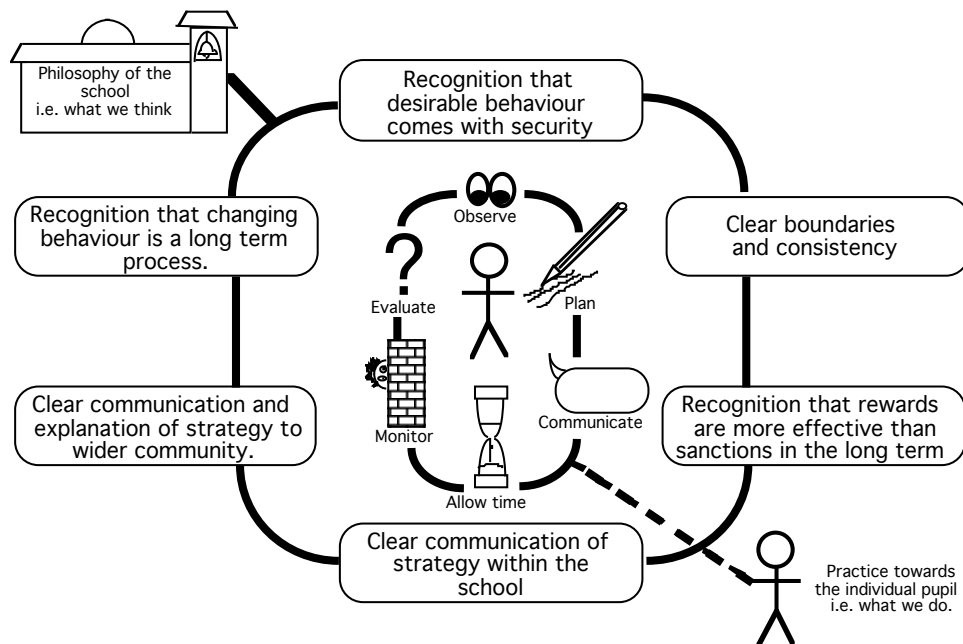 Philosophy of the
school
i.e. what we think
Recognition that
desirable behaviour
comes with security
Recognition that changing
behaviour is a long term
process.
Clear boundaries
and consistency
Observe
Plan
Evaluate
Communicate
Monitor
Allow time
Clear communication and
explanation of strategy to
wider community.
Recognition that rewards
are more effective than
sanctions in the long term
Clear communication of
strategy within the
school
Practice towards
the individual pupil
i.e. what we do.